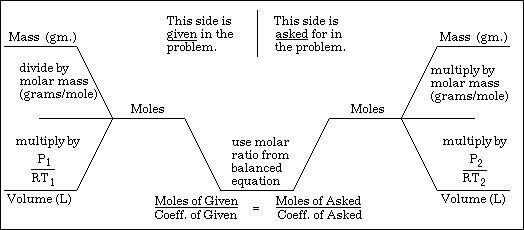 This side is
given in the
problem.
This side is
asked for in
the problem.
Mass (gm.)
divide by
molar mass
(grams/mole)
Moles
multiply by
P1
RT1
Volume (L)
use molar
ratio from
balanced
equation
Moles of Given = Moles of Asked
Coeff. of Given Coeff. of Asked
Moles
Mass (gm.)
multiply by
molar mass
(grams/mole)
multiply by
P2
RT2
Volume (L)